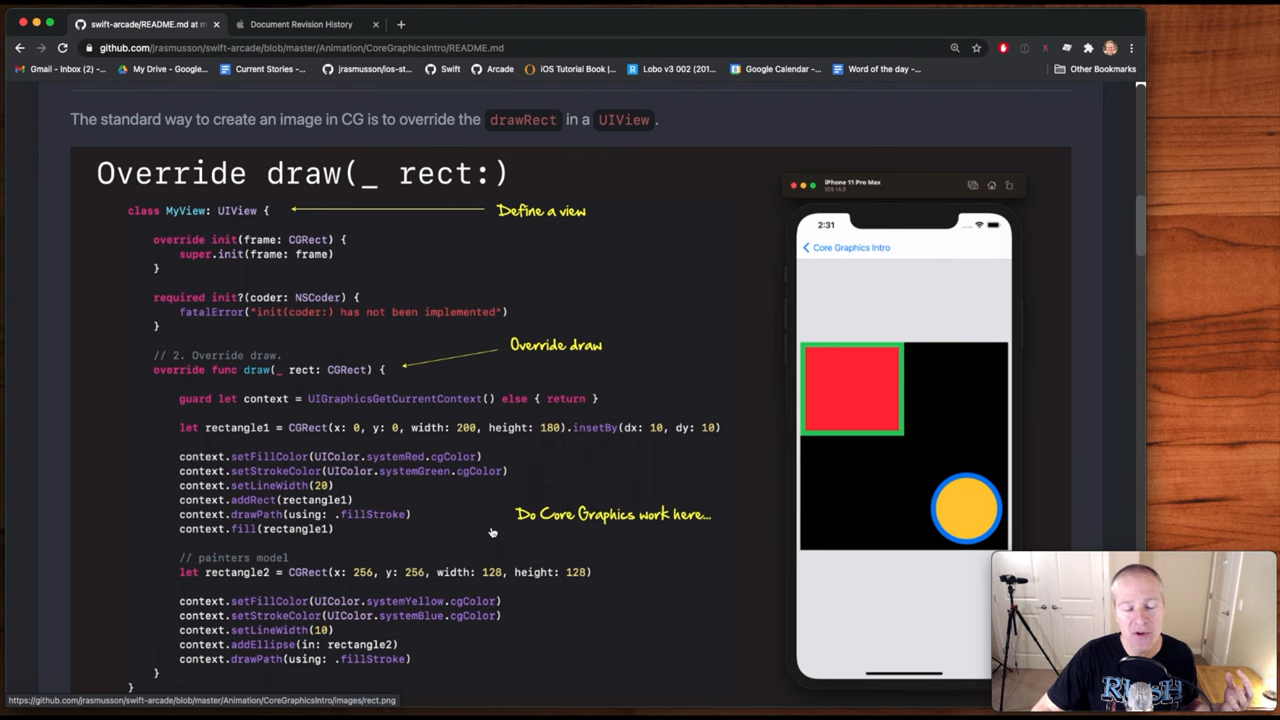 swift-arcade/README.md at m
Document Revision History
github.com/jrasmusson/swift-arcade/blob/master/Animation/CoreGraphicsIntro/README.md
Gmail - Inbox (2) -...
My Drive - Google...
Current Stories -...
jrasmusson/ios-st...
Swift
Arcade
iOS Tutorial Book |...
Lobo v3 002 (201...
Google Calendar -...
Word of the day -...
Other Bookmarks
The standard way to create an image in CG is to override the drawRect in a UIView.
Override draw(_ rect:)
class MyView: UIView {
Define a view
override init(frame: CGRect) {
super.init(frame: frame)
}
required init?(coder: NSCoder) {
fatalError("init(coder:) has not been implemented")
}
// 2. Override draw.
Override draw
override func draw(_ rect: CGRect) {
guard let context = UIGraphicsGetCurrentContext() else { return }
let rectangle1 = CGRect(x: 0, y: 0, width: 200, height: 180).insetBy(dx: 10, dy: 10)
context.setFillColor(UIColor.systemRed.cgColor)
context.setStrokeColor(UIColor.systemGreen.cgColor)
context.setLineWidth(20)
context.addRect(rectangle1)
context.drawPath(using: .fillStroke)
context.fill(rectangle1)
Do Core Graphics work here...
// painters model
let rectangle2 = CGRect(x: 256, y: 256, width: 128, height: 128)
context.setFillColor(UIColor.systemYellow.cgColor)
context.setStrokeColor(UIColor.systemBlue.cgColor)
context.setLineWidth(10)
context.addEllipse(in: rectangle2)
context.drawPath(using: .fillStroke)
}
}
iPhone 11 Pro Max
iOS 14.0
2:31
Core Graphics Intro
https://github.com/jrasmusson/swift-arcade/blob/master/Animation/CoreGraphicsIntro/images/rect.png